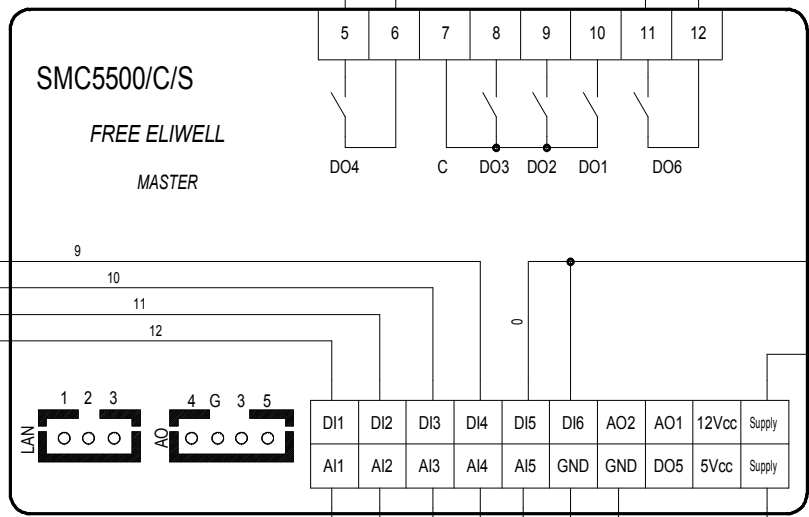 5 6 7 8 9 10 11 12
SMC5500/C/S
FREE ELIWELL
MASTER
DO4 C DO3 DO2 DO1 DO6
9
10
11
12
0
1 2 3
4 G 3 5
LAN
AO
DI1 DI2 DI3 DI4 DI5 DI6 AO2 AO1 12Vcc Supply
AI1 AI2 AI3 AI4 AI5 GND GND DO5 5Vcc Supply